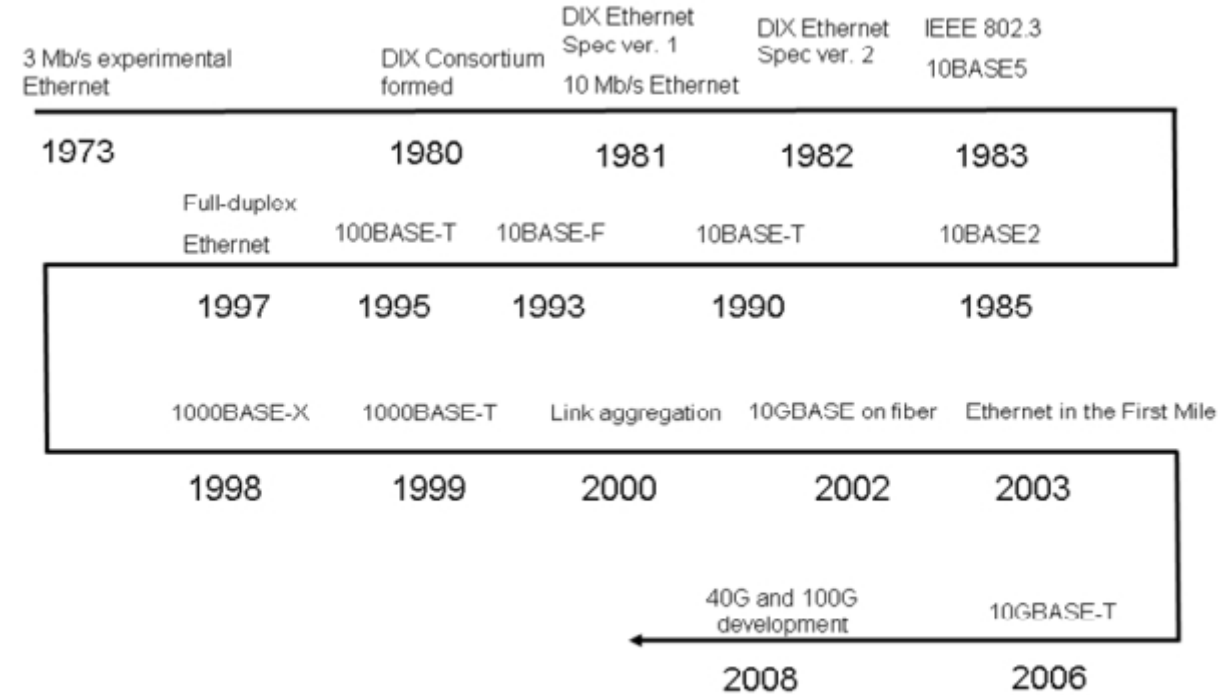 3 Mb/s experimental
Ethernet
DIX Consortium
formed
DIX Ethernet
Spec ver. 1
10 Mb/s Ethernet
DIX Ethernet
Spec ver. 2
IEEE 802.3
10BASE5
1973
1980
1981
1982
1983
Full-duplex
Ethernet
100BASE-T
10BASE-F
10BASE-T
10BASE2
1997
1995
1993
1990
1985
1000BASE-X
1000BASE-T
Link aggregation
10GBASE on fiber
Ethernet in the First Mile
1998
1999
2000
2002
2003
40G and 100G
development
10GBASE-T
2008
2006